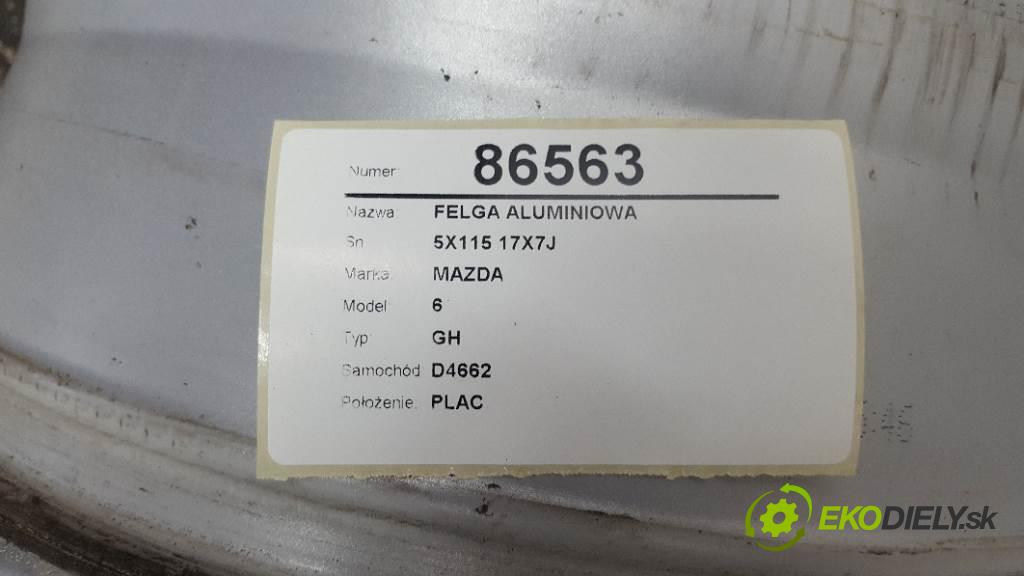 Numer: 86563
Nazwa: FELGA ALUMINIOWA
Sn: 5X115 17X7J
Marka: MAZDA
Model: 6
Typ: GH
Samochód: D4662
Położenie: PLAC
EKODIELY.sk